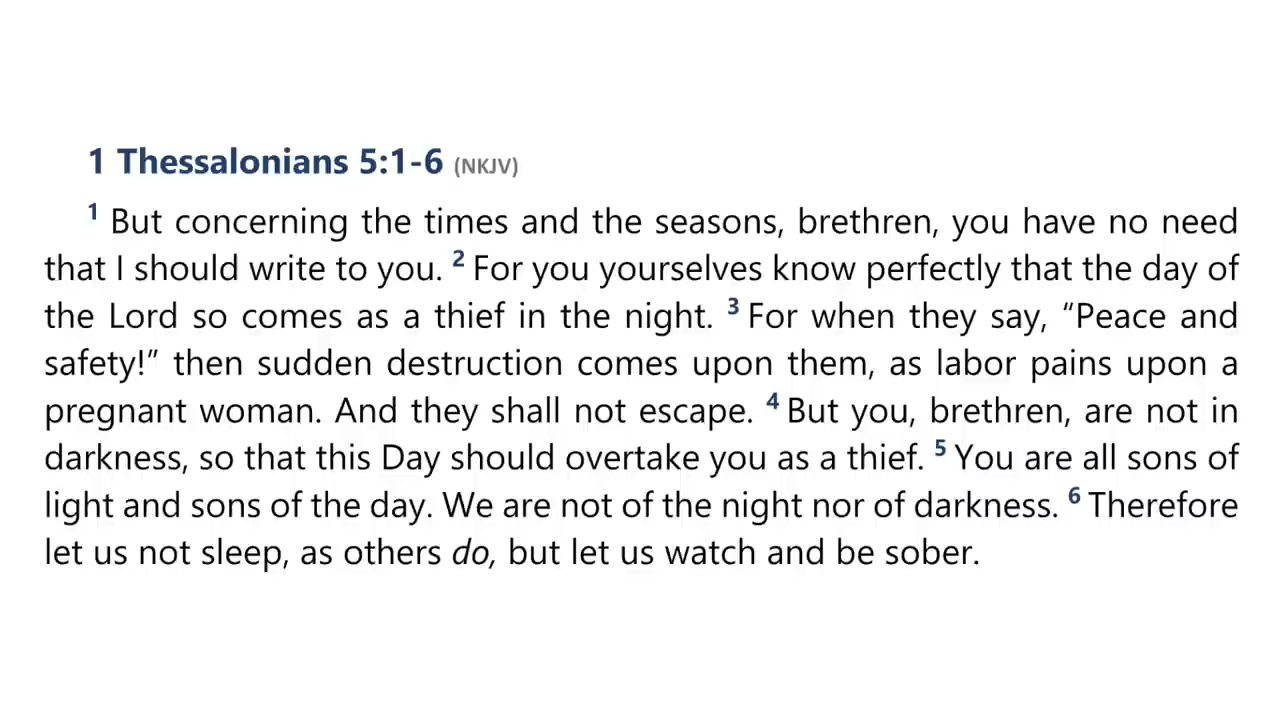 1 Thessalonians 5:1-6 (NKJV)
1 But concerning the times and the seasons, brethren, you have no need
that I should write to you. 2 For you yourselves know perfectly that the day of
the Lord so comes as a thief in the night. 3 For when they say, “Peace and
safety!” then sudden destruction comes upon them, as labor pains upon a
pregnant woman. And they shall not escape. 4 But you, brethren, are not in
darkness, so that this Day should overtake you as a thief. 5 You are all sons of
light and sons of the day. We are not of the night nor of darkness. 6 Therefore
let us not sleep, as others do, but let us watch and be sober.